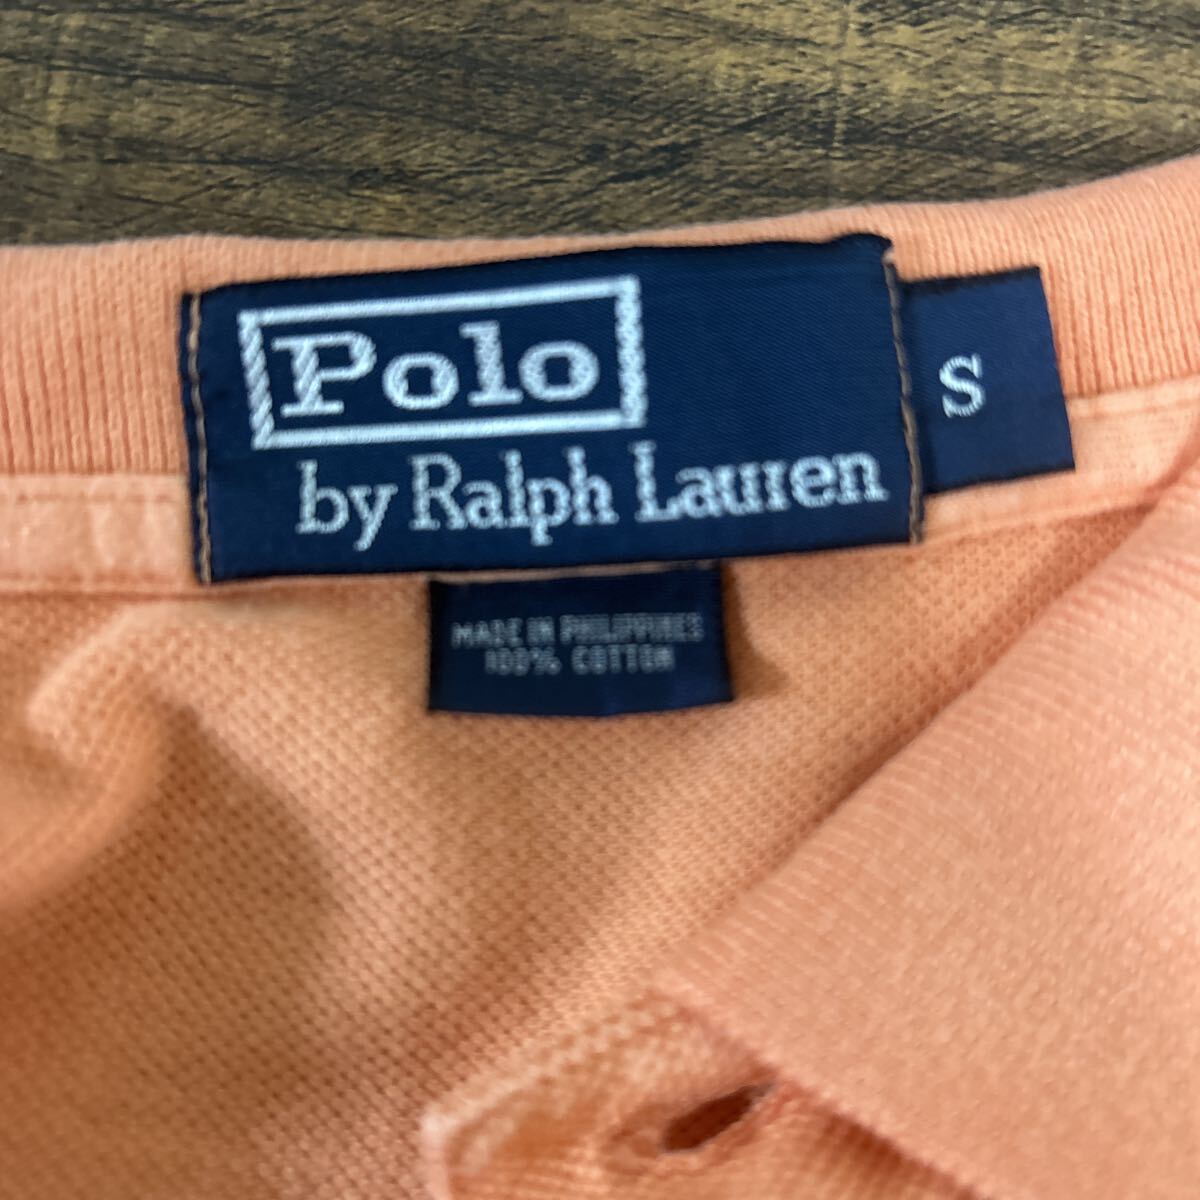 Polo
by Ralph Lauren
S
MADE IN PHILIPPINES
100% COTTON